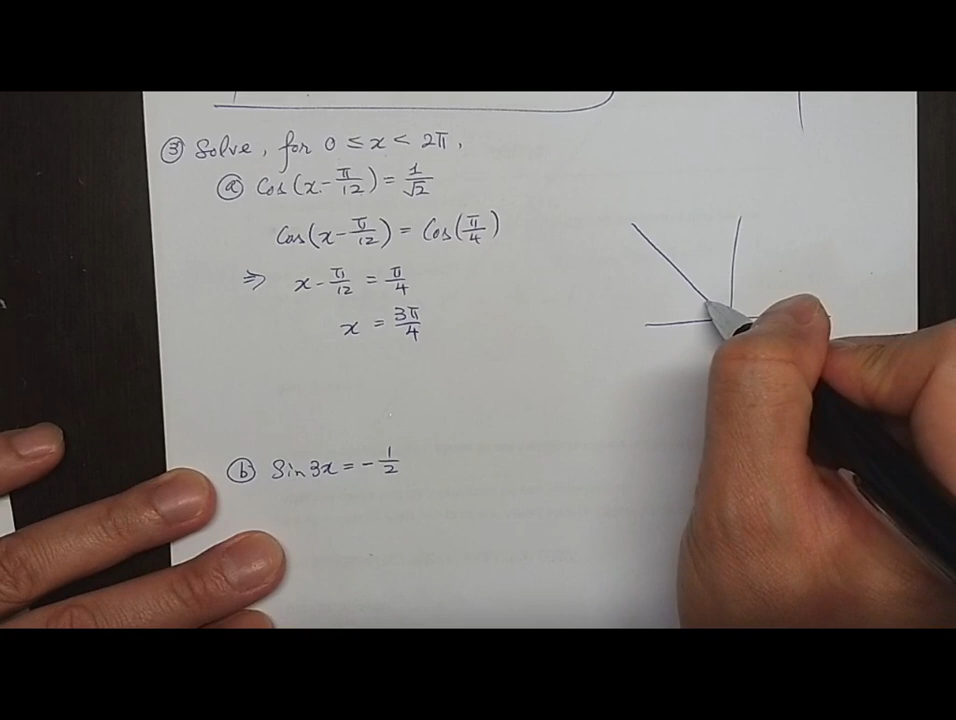 ③ Solve, for 0 ≤ x < 2π,
ⓐ Cos(x - π/12) = 1/√2
Cos(x - π/12) = Cos(π/4)
⇒ x - π/12 = π/4
x = 3π/4
ⓑ Sin 3x = - 1/2